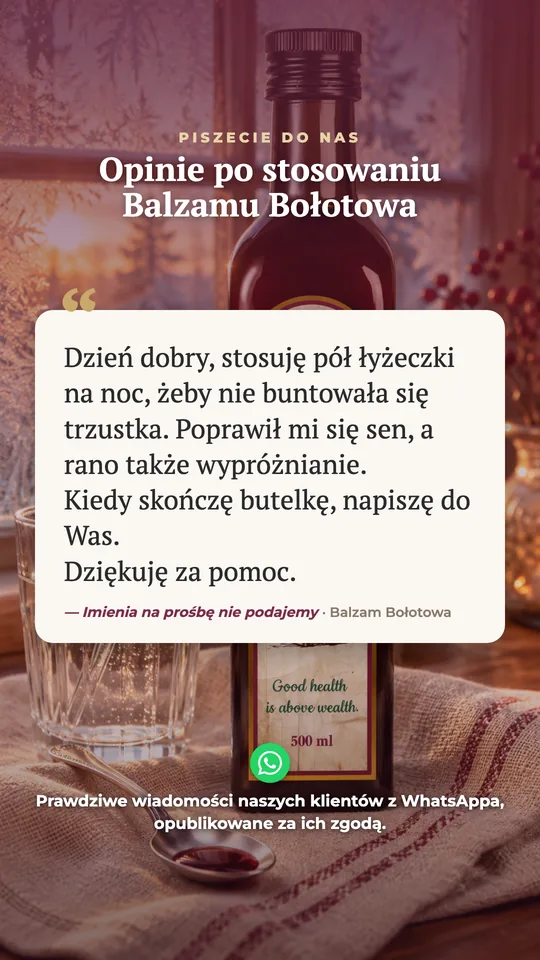 PISZECIE DO NAS
Opinie po stosowaniu
Balzamu Bołotowa
“
Dzień dobry, stosuję pół łyżeczki
na noc, żeby nie buntowała się
trzustka. Poprawił mi się sen, a
rano także wypróżnianie.
Kiedy skończę butelkę, napiszę do
Was.
Dziękuję za pomoc.
— Imienia na prośbę nie podajemy · Balzam Bołotowa
Good health
is above wealth.
500 ml
Prawdziwe wiadomości naszych klientów z WhatsAppa,
opublikowane za ich zgodą.